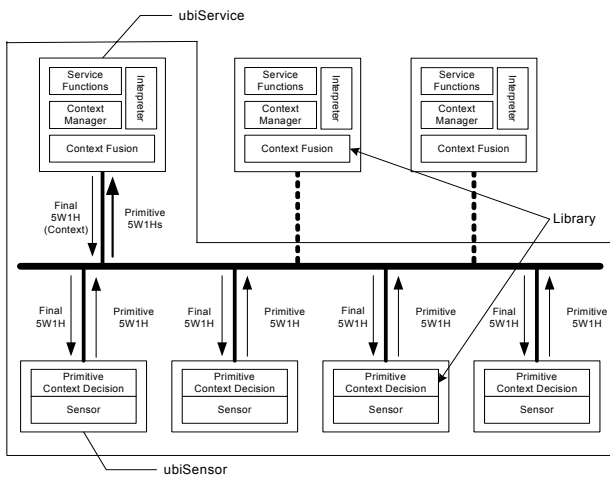 ubiService
Service
Functions
Context
Manager
Interpreter
Context Fusion
Service
Functions
Context
Manager
Interpreter
Context Fusion
Service
Functions
Context
Manager
Interpreter
Context Fusion
Final
5W1H
(Context)
Primitive
5W1Hs
Library
Final
5W1H
Primitive
5W1H
Final
5W1H
Primitive
5W1H
Final
5W1H
Primitive
5W1H
Final
5W1H
Primitive
5W1H
Primitive
Context Decision
Sensor
Primitive
Context Decision
Sensor
Primitive
Context Decision
Sensor
Primitive
Context Decision
Sensor
ubiSensor